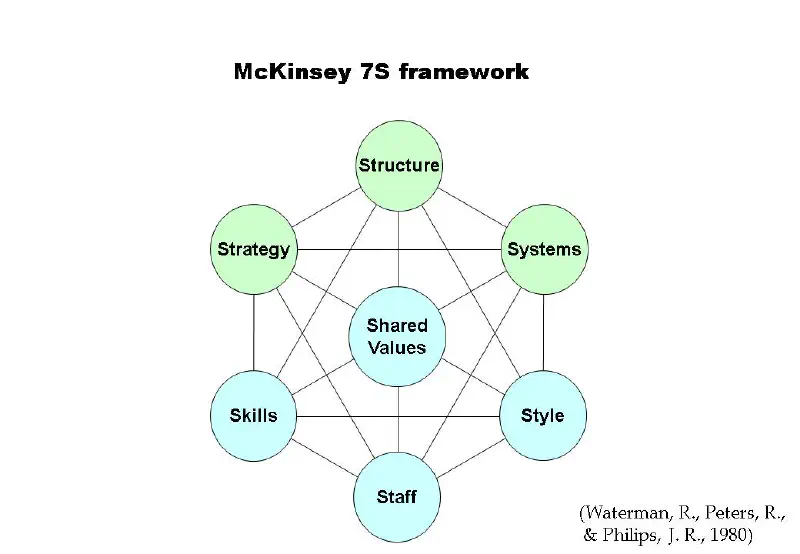 McKinsey 7S framework
Structure
Strategy
Systems
Shared
Values
Skills
Style
Staff
(Waterman, R., Peters, R.,
& Philips, J. R., 1980)